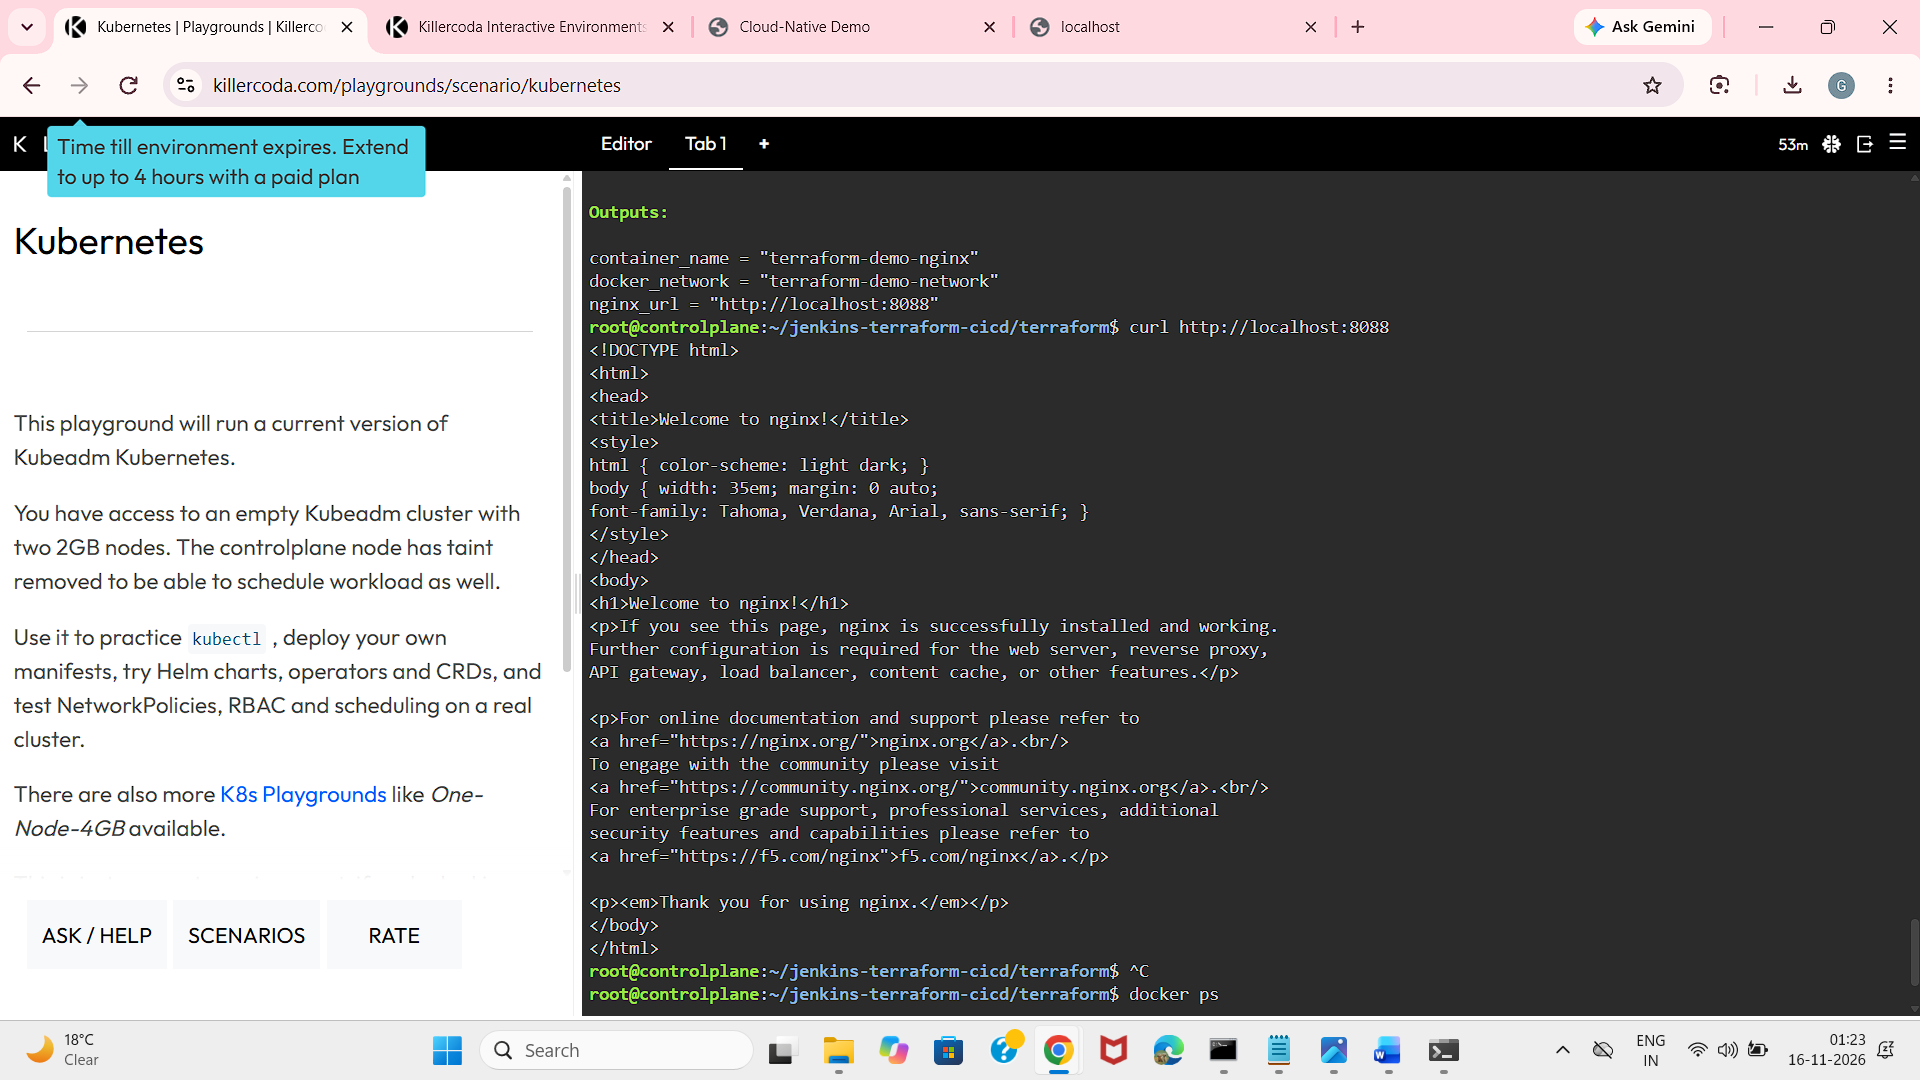 Kubernetes | Playgrounds | Killerco
Killercoda Interactive Environments
Cloud-Native Demo
localhost
Ask Gemini
killercoda.com/playgrounds/scenario/kubernetes
G
K
Time till environment expires. Extend
to up to 4 hours with a paid plan
Editor
Tab 1
+
53m
Kubernetes
This playground will run a current version of
Kubeadm Kubernetes.
You have access to an empty Kubeadm cluster with
two 2GB nodes. The controlplane node has taint
removed to be able to schedule workload as well.
Use it to practice kubectl , deploy your own
manifests, try Helm charts, operators and CRDs, and
test NetworkPolicies, RBAC and scheduling on a real
cluster.
There are also more K8s Playgrounds like One-
Node-4GB available.
ASK / HELP
SCENARIOS
RATE
Outputs:
container_name = "terraform-demo-nginx"
docker_network = "terraform-demo-network"
nginx_url = "http://localhost:8088"
root@controlplane:~/jenkins-terraform-cicd/terraform$ curl http://localhost:8088
<!DOCTYPE html>
<html>
<head>
<title>Welcome to nginx!</title>
<style>
html { color-scheme: light dark; }
body { width: 35em; margin: 0 auto;
font-family: Tahoma, Verdana, Arial, sans-serif; }
</style>
</head>
<body>
<h1>Welcome to nginx!</h1>
<p>If you see this page, nginx is successfully installed and working.
Further configuration is required for the web server, reverse proxy,
API gateway, load balancer, content cache, or other features.</p>
<p>For online documentation and support please refer to
<a href="https://nginx.org/">nginx.org</a>.<br/>
To engage with the community please visit
<a href="https://community.nginx.org/">community.nginx.org</a>.<br/>
For enterprise grade support, professional services, additional
security features and capabilities please refer to
<a href="https://f5.com/nginx">f5.com/nginx</a>.</p>
<p><em>Thank you for using nginx.</em></p>
</body>
</html>
root@controlplane:~/jenkins-terraform-cicd/terraform$ ^C
root@controlplane:~/jenkins-terraform-cicd/terraform$ docker ps
18°C
Clear
Search
ENG
IN
01:23
16-11-2026